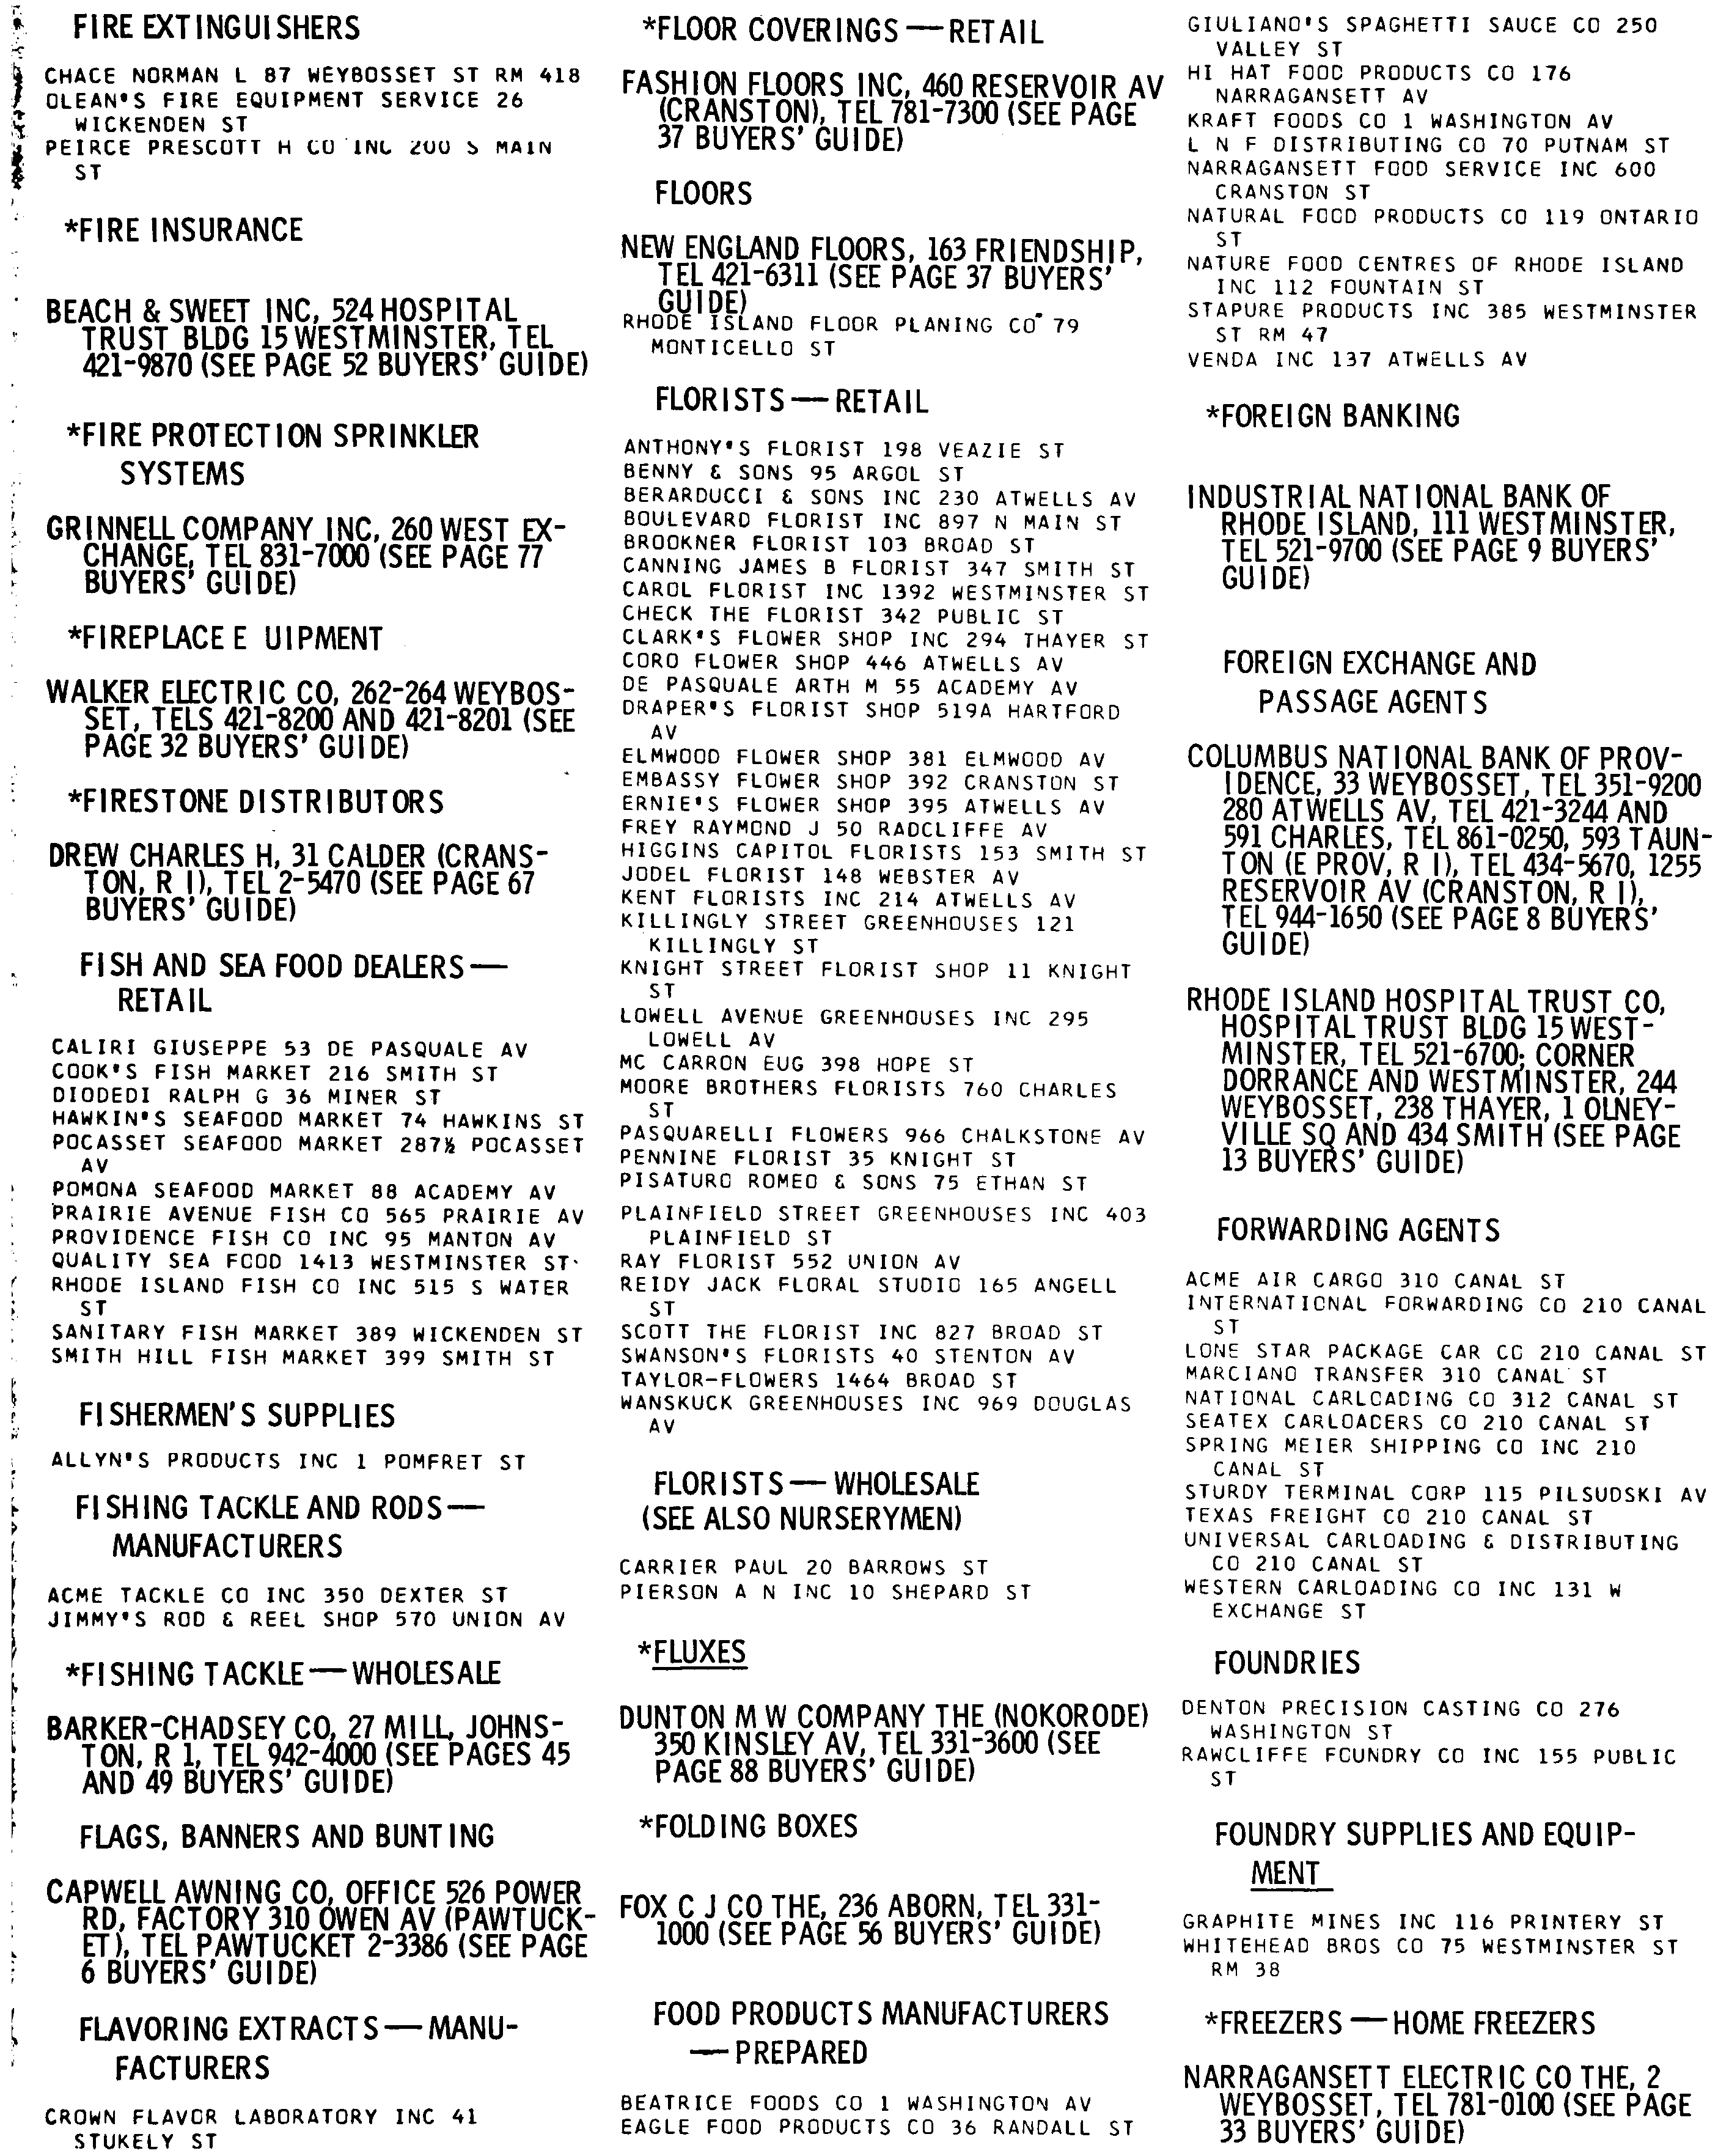 FIRE EXTINGUISHERS
CHACE NORMAN L 87 WEYBOSSET ST RM 418
OLEAN'S FIRE EQUIPMENT SERVICE 26
WICKENDEN ST
PEIRCE PRESCOTT H CO INC 200 S MAIN
ST
*FIRE INSURANCE
BEACH & SWEET INC, 524 HOSPITAL
TRUST BLDG 15 WESTMINSTER, TEL
421-9870 (SEE PAGE 52 BUYERS' GUIDE)
*FIRE PROTECTION SPRINKLER
SYSTEMS
GRINNELL COMPANY INC, 260 WEST EX-
CHANGE, TEL 831-7000 (SEE PAGE 77
BUYERS' GUIDE)
*FIREPLACE E UIPMENT
WALKER ELECTRIC CO, 262-264 WEYBOS-
SET, TELS 421-8200 AND 421-8201 (SEE
PAGE 32 BUYERS' GUIDE)
*FIRESTONE DISTRIBUTORS
DREW CHARLES H, 31 CALDER (CRANS-
TON, R I), TEL 2-5470 (SEE PAGE 67
BUYERS' GUIDE)
FISH AND SEA FOOD DEALERS —
RETAIL
CALIRI GIUSEPPE 53 DE PASQUALE AV
COOK'S FISH MARKET 216 SMITH ST
DIODEDI RALPH G 36 MINER ST
HAWKIN'S SEAFOOD MARKET 74 HAWKINS ST
POCASSET SEAFOOD MARKET 287½ POCASSET
AV
POMONA SEAFOOD MARKET 88 ACADEMY AV
PRAIRIE AVENUE FISH CO 565 PRAIRIE AV
PROVIDENCE FISH CO INC 95 MANTON AV
QUALITY SEA FOOD 1413 WESTMINSTER ST
RHODE ISLAND FISH CO INC 515 S WATER
ST
SANITARY FISH MARKET 389 WICKENDEN ST
SMITH HILL FISH MARKET 399 SMITH ST
FISHERMEN'S SUPPLIES
ALLYN'S PRODUCTS INC 1 POMFRET ST
FISHING TACKLE AND RODS —
MANUFACTURERS
ACME TACKLE CO INC 350 DEXTER ST
JIMMY'S ROD & REEL SHOP 570 UNION AV
*FISHING TACKLE — WHOLESALE
BARKER-CHADSEY CO, 27 MILL, JOHNS-
TON, R 1, TEL 942-4000 (SEE PAGES 45
AND 49 BUYERS' GUIDE)
FLAGS, BANNERS AND BUNTING
CAPWELL AWNING CO, OFFICE 526 POWER
RD, FACTORY 310 OWEN AV (PAWTUCK-
ET), TEL PAWTUCKET 2-3386 (SEE PAGE
6 BUYERS' GUIDE)
FLAVORING EXTRACTS — MANU-
FACTURERS
CROWN FLAVOR LABORATORY INC 41
STUKELY ST
*FLOOR COVERINGS — RETAIL
FASHION FLOORS INC, 460 RESERVOIR AV
(CRANSTON), TEL 781-7300 (SEE PAGE
37 BUYERS' GUIDE)
FLOORS
NEW ENGLAND FLOORS, 163 FRIENDSHIP,
TEL 421-6311 (SEE PAGE 37 BUYERS'
GUIDE)
RHODE ISLAND FLOOR PLANING CO 79
MONTICELLO ST
FLORISTS — RETAIL
ANTHONY'S FLORIST 198 VEAZIE ST
BENNY & SONS 95 ARGOL ST
BERARDUCCI & SONS INC 230 ATWELLS AV
BOULEVARD FLORIST INC 897 N MAIN ST
BROOKNER FLORIST 103 BROAD ST
CANNING JAMES B FLORIST 347 SMITH ST
CAROL FLORIST INC 1392 WESTMINSTER ST
CHECK THE FLORIST 342 PUBLIC ST
CLARK'S FLOWER SHOP INC 294 THAYER ST
CORO FLOWER SHOP 446 ATWELLS AV
DE PASQUALE ARTH M 55 ACADEMY AV
DRAPER'S FLORIST SHOP 519A HARTFORD
AV
ELMWOOD FLOWER SHOP 381 ELMWOOD AV
EMBASSY FLOWER SHOP 392 CRANSTON ST
ERNIE'S FLOWER SHOP 395 ATWELLS AV
FREY RAYMOND J 50 RADCLIFFE AV
HIGGINS CAPITOL FLORISTS 153 SMITH ST
JODEL FLORIST 148 WEBSTER AV
KENT FLORISTS INC 214 ATWELLS AV
KILLINGLY STREET GREENHOUSES 121
KILLINGLY ST
KNIGHT STREET FLORIST SHOP 11 KNIGHT
ST
LOWELL AVENUE GREENHOUSES INC 295
LOWELL AV
MC CARRON EUG 398 HOPE ST
MOORE BROTHERS FLORISTS 760 CHARLES
ST
PASQUARELLI FLOWERS 966 CHALKSTONE AV
PENNINE FLORIST 35 KNIGHT ST
PISATURO ROMEO & SONS 75 ETHAN ST
PLAINFIELD STREET GREENHOUSES INC 403
PLAINFIELD ST
RAY FLORIST 552 UNION AV
REIDY JACK FLORAL STUDIO 165 ANGELL
ST
SCOTT THE FLORIST INC 827 BROAD ST
SWANSON'S FLORISTS 40 STENTON AV
TAYLOR-FLOWERS 1464 BROAD ST
WANSKUCK GREENHOUSES INC 969 DOUGLAS
AV
FLORISTS — WHOLESALE
(SEE ALSO NURSERYMEN)
CARRIER PAUL 20 BARROWS ST
PIERSON A N INC 10 SHEPARD ST
*FLUXES
DUNTON M W COMPANY THE (NOKORODE)
350 KINSLEY AV, TEL 331-3600 (SEE
PAGE 88 BUYERS' GUIDE)
*FOLDING BOXES
FOX C J CO THE, 236 ABORN, TEL 331-
1000 (SEE PAGE 56 BUYERS' GUIDE)
FOOD PRODUCTS MANUFACTURERS
— PREPARED
BEATRICE FOODS CO 1 WASHINGTON AV
EAGLE FOOD PRODUCTS CO 36 RANDALL ST
GIULIANO'S SPAGHETTI SAUCE CO 250
VALLEY ST
HI HAT FOOD PRODUCTS CO 176
NARRAGANSETT AV
KRAFT FOODS CO 1 WASHINGTON AV
L N F DISTRIBUTING CO 70 PUTNAM ST
NARRAGANSETT FOOD SERVICE INC 600
CRANSTON ST
NATURAL FOOD PRODUCTS CO 119 ONTARIO
ST
NATURE FOOD CENTRES OF RHODE ISLAND
INC 112 FOUNTAIN ST
STAPURE PRODUCTS INC 385 WESTMINSTER
ST RM 47
VENDA INC 137 ATWELLS AV
*FOREIGN BANKING
INDUSTRIAL NATIONAL BANK OF
RHODE ISLAND, 111 WESTMINSTER,
TEL 521-9700 (SEE PAGE 9 BUYERS'
GUIDE)
FOREIGN EXCHANGE AND
PASSAGE AGENTS
COLUMBUS NATIONAL BANK OF PROV-
IDENCE, 33 WEYBOSSET, TEL 351-9200
280 ATWELLS AV, TEL 421-3244 AND
591 CHARLES, TEL 861-0250, 593 TAUN-
TON (E PROV, R I), TEL 434-5670, 1255
RESERVOIR AV (CRANSTON, R I),
TEL 944-1650 (SEE PAGE 8 BUYERS'
GUIDE)
RHODE ISLAND HOSPITAL TRUST CO,
HOSPITAL TRUST BLDG 15 WEST-
MINSTER, TEL 521-6700; CORNER
DORRANCE AND WESTMINSTER, 244
WEYBOSSET, 238 THAYER, 1 OLNEY-
VILLE SQ AND 434 SMITH (SEE PAGE
13 BUYERS' GUIDE)
FORWARDING AGENTS
ACME AIR CARGO 310 CANAL ST
INTERNATIONAL FORWARDING CO 210 CANAL
ST
LONE STAR PACKAGE CAR CO 210 CANAL ST
MARCIANO TRANSFER 310 CANAL ST
NATIONAL CARLOADING CO 312 CANAL ST
SEATEX CARLOADERS CO 210 CANAL ST
SPRING MEIER SHIPPING CO INC 210
CANAL ST
STURDY TERMINAL CORP 115 PILSUDSKI AV
TEXAS FREIGHT CO 210 CANAL ST
UNIVERSAL CARLOADING & DISTRIBUTING
CO 210 CANAL ST
WESTERN CARLOADING CO INC 131 W
EXCHANGE ST
FOUNDRIES
DENTON PRECISION CASTING CO 276
WASHINGTON ST
RAWCLIFFE FOUNDRY CO INC 155 PUBLIC
ST
FOUNDRY SUPPLIES AND EQUIP-
MENT
GRAPHITE MINES INC 116 PRINTERY ST
WHITEHEAD BROS CO 75 WESTMINSTER ST
RM 38
*FREEZERS — HOME FREEZERS
NARRAGANSETT ELECTRIC CO THE, 2
WEYBOSSET, TEL 781-0100 (SEE PAGE
33 BUYERS' GUIDE)